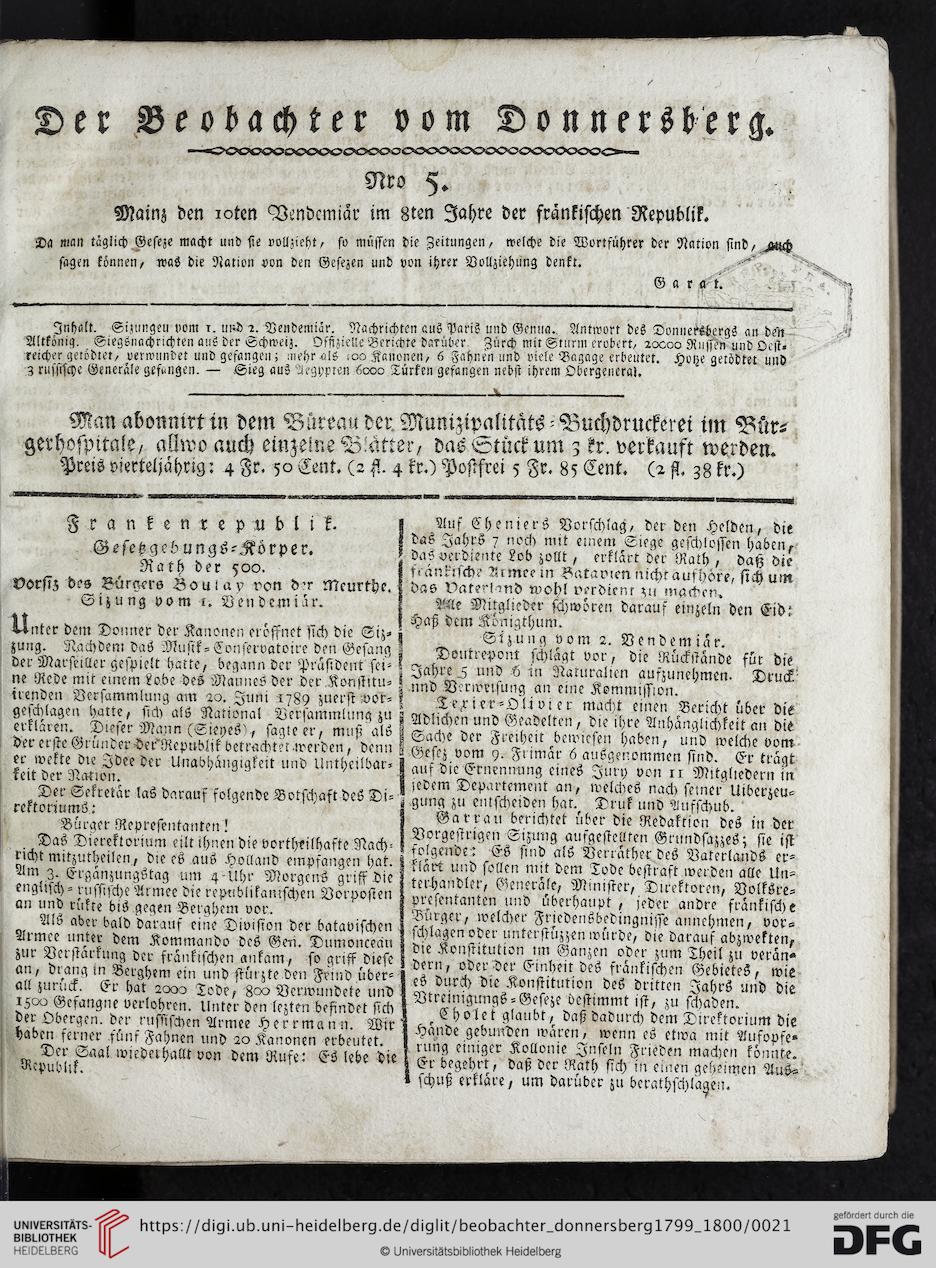 Der Beobachter vom Donnersberg.
Nro 5.
Mainz den 10ten Vendemiär im 8ten Jahre der fränkischen Republik.
Da man täglich Geseze macht und sie vollzieht, so müssen die Zeitungen, welche die Wortführer der Nation sind, auch
sagen können, was die Nation von den Gesezen und von ihrer Vollziehung denkt.
Garat.
Inhalt. Sizungen vom 1. und 2. Vendemiär. Nachrichten aus Paris und Genua. Antwort des Donnersbergs an den
Altkönig. Siegsnachrichten aus der Schweiz. Offizielle Berichte darüber. Zürch mit Sturm erobert, 20000 Russen und Oest-
reicher getödtet, verwundet und gefangen; mehr als 100 Kanonen, 6 Fahnen und viele Bagage erbeutet. Hotze getödtet und
3 russische Generäle gefangen. — Sieg aus Aegypten 6000 Türken gefangen nebst ihrem Obergeneral.
Man abonnirt in dem Büreau der Munizipalitäts-Buchdruckerei im Bür-
gerhospitale, allwo auch einzelne Blätter, das Stück um 3 kr. verkauft werden.
Preis vierteljährig: 4 Fr. 50 Cent. (2 fl. 4 kr.) Postfrei 5 Fr. 85 Cent. (2 fl. 38 kr.)
Frankenrepublik.
Gesetzgebungs-Körper.
Rath der 500.
Vorsiz des Bürgers Boulay von der Meurthe.
Sizung vom 1. Vendemiär.
Unter dem Donner der Kanonen eröffnet sich die Siz-
zung. Nachdem das Musik-Conservatoire den Gesang
der Marseiller gespielt hatte, begann der Präsident sei-
ne Rede mit einem Lobe des Mannes der der Konstitu-
irenden Versammlung am 20. Juni 1789 zuerst vor-
geschlagen hatte, sich als National Versammlung zu
erklären. Dieser Mann (Sieyes), sagte er, muß als
der erste Gründer der Republik betrachtet werden, denn
er wekte die Idee der Unabhängigkeit und Untheilbar-
keit der Nation.
Der Sekretär las darauf folgende Botschaft des Di-
rektoriums:
Bürger Represententen!
Das Dierektorium eilt ihnen die vortheilhafte Nach-
richt mitzutheilen, die es aus Holland empfangen hat.
Am 3. Ergänzungstag um 4 Uhr Morgens griff die
englisch-russische Armee die republikanischen Vorposten
an und rükte bis gegen Berghem vor.
Als aber bald darauf eine Division der batavischen
Armee unter dem Kommando des Gen. Dumonceau
zur Verstärkung der fränkischen ankam, so griff diese
an, drang in Berghem ein und stürzte den Feind über-
all zurück. Er hat 2000 Tode, 800 Verwundete und
1500 Gefangne verlohren. Unter den lezten befindet sich
der Obergen. der russischen Armee Herrmann. Wir
haben ferner fünf Fahnen und 20 Kanonen erbeutet.
Der Saal wiederhallt von dem Rufe: Es lebe die
Republik.
Auf Cheniers Vorschlag, der den Helden, die
das Jahrs 7 noch mit einem Siege geschlossen haben,
das verdiente Lob zollt, erklärt der Rath, daß die
fränkische Armee in Batavien nicht aufhöre, sich um
das Vaterland wohl verdient zu machen.
Alle Mitglieder schwören darauf einzeln den Eid:
Haß dem Königthum.
Sizung vom 2. Vendemiär.
Doutrepont schlägt vor, die Rückstände für die
Jahre 5 und 6 in Naturalien aufzunehmen. Druck
und Verweisung an eine Kommission.
Texier-Olivier macht einen Bericht über die
Adlichen und Geadelten, die ihre Anhänglichkeit an die
Sache der Freiheit bewiesen haben, und welche vom
Gesez vom 9. Frimär 6 ausgenommen sind. Er trägt
auf die Ernennung eines Jury von 11 Mitgliedern in
jedem Departement an, welches nach seiner Uiberzeu-
gung zu entscheiden hat. Druk und Aufschub.
Garrau berichtet über die Redaktion des in der
Vorgestrigen Sizung aufgestellten Grundsazzes; sie ist
folgende: Es sind als Verräther des Vaterlands er-
klärt und sollen mit dem Tode bestraft werden alle Un-
terhandler, Generäle, Minister, Direktoren, Volksre-
presentanten und überhaupt, jeder andre fränkische
Bürger, welcher Friedensbedingnisse annehmen, vor-
schlagen oder unterstüzzen würde, die darauf abzwekten,
die Konstitution im Ganzen oder zum Theil zu verän-
dern, oder der Einheit des fränkischen Gebietes, wie
es durch die Konstitution des dritten Jahrs und die
Vereinigungs-Geseze bestimmt ist, zu schaden.
Cholet glaubt, daß dadurch dem Direktorium die
Hände gebunden wären, wenn es etwa mit Aufopfe-
rung einiger Kollonie Inseln Frieden machen könnte.
Er begehrt, daß der Rath sich in einen geheimen Aus-
schuß erkläre, um darüber zu berathschlagen.
UNIVERSITÄTS-
BIBLIOTHEK
HEIDELBERG
https://digi.ub.uni-heidelberg.de/diglit/beobachter_donnersberg1799_1800/0021
© Universitätsbibliothek Heidelberg
gefördert durch die
DFG